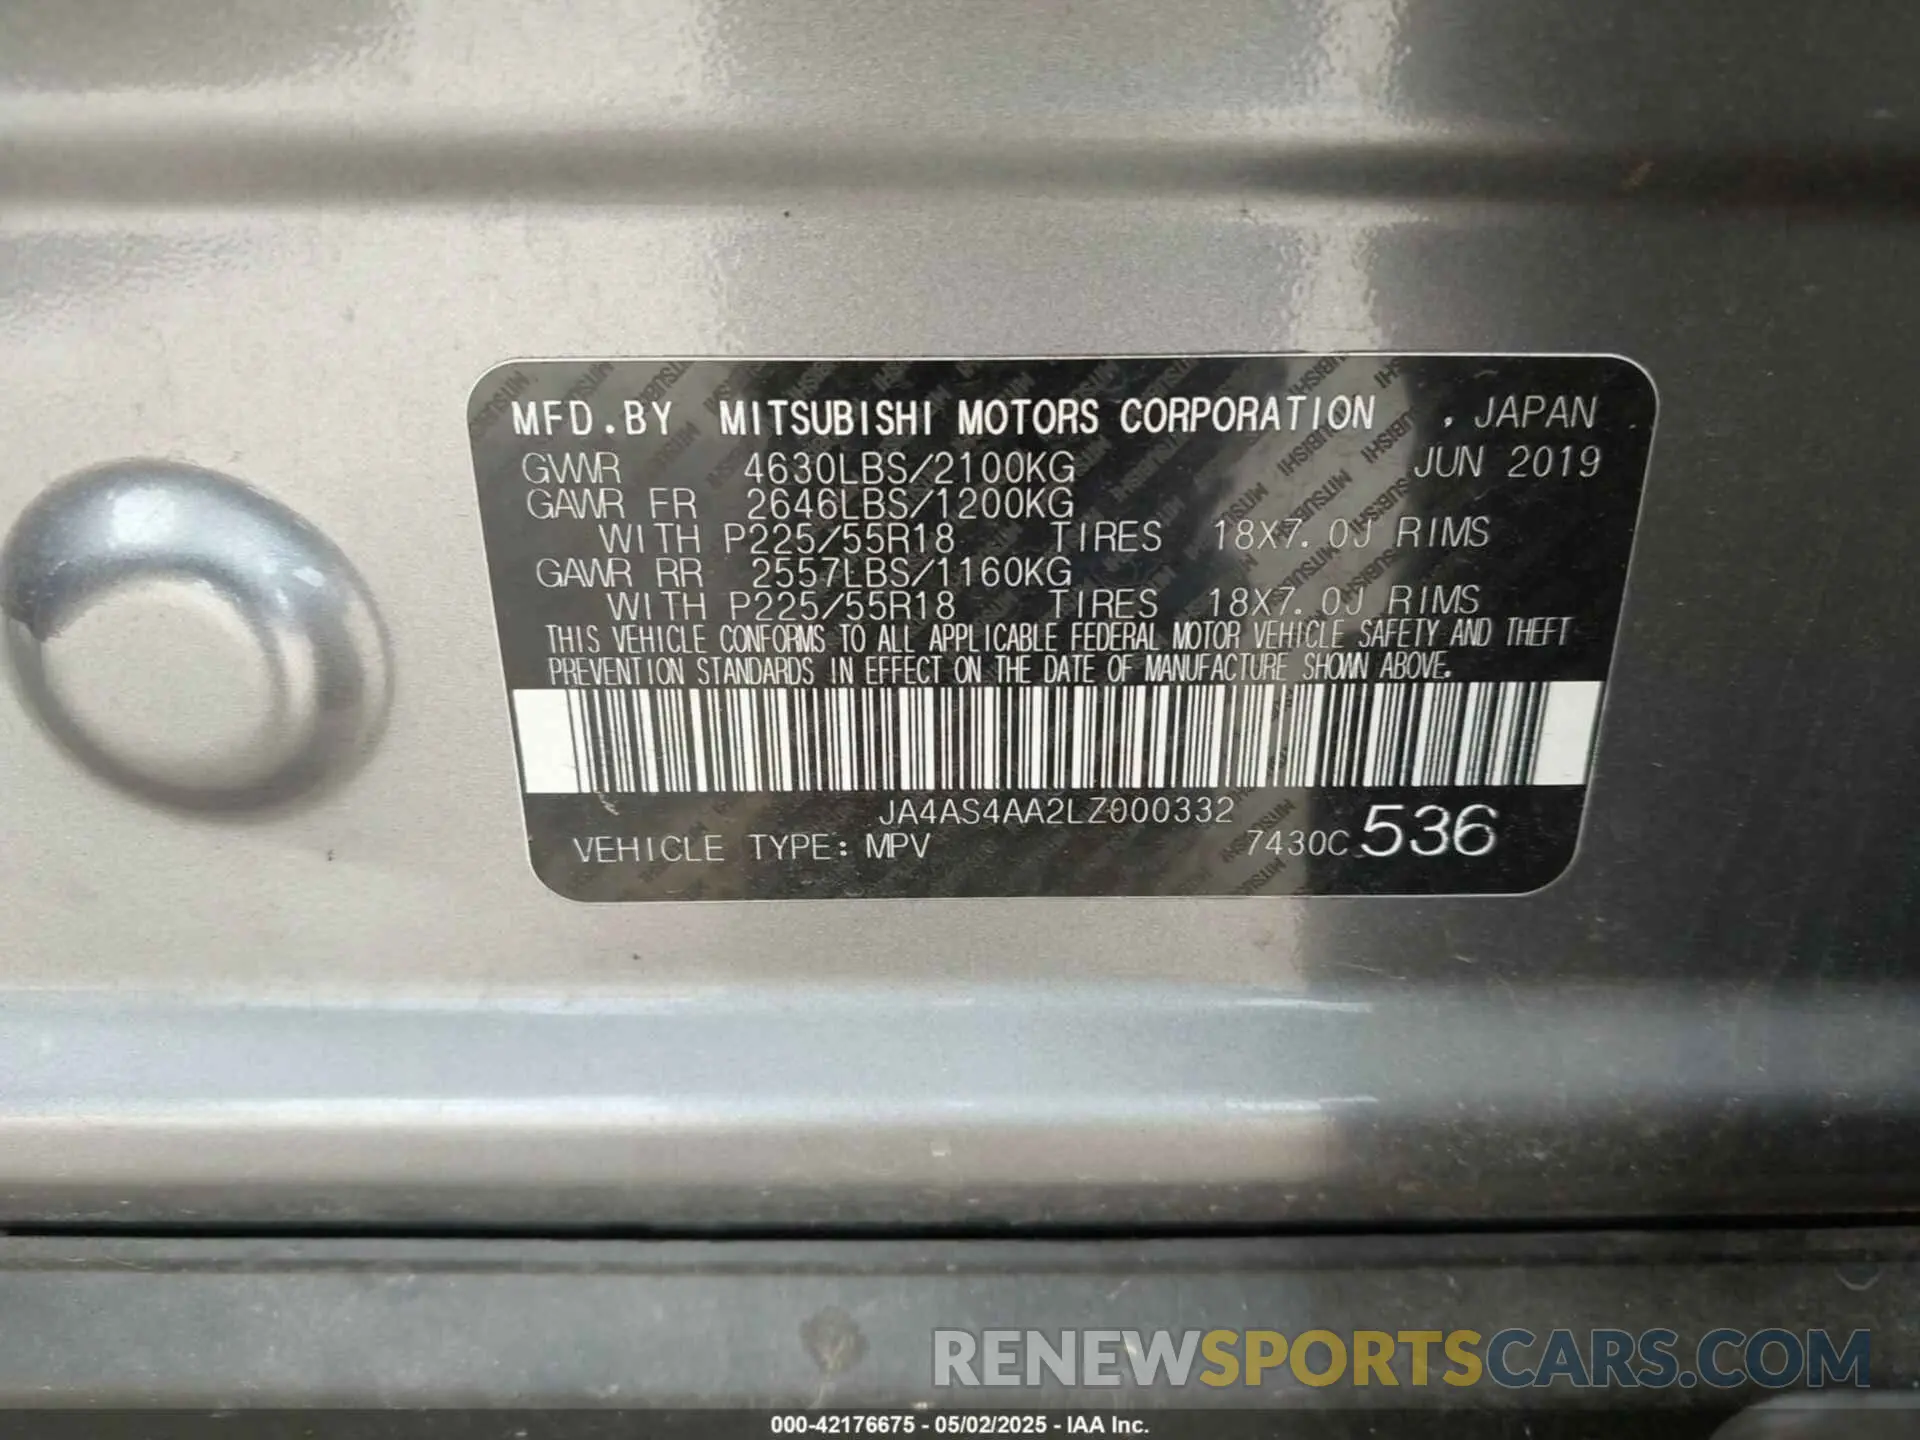 MFD.BY MITSUBISHI MOTORS CORPORATION , JAPAN
GVWR 4630LBS/2100KG JUN 2019
GAWR FR 2646LBS/1200KG
WITH P225/55R18 TIRES 18X7.0J RIMS
GAWR RR 2557LBS/1160KG
WITH P225/55R18 TIRES 18X7.0J RIMS
THIS VEHICLE CONFORMS TO ALL APPLICABLE FEDERAL MOTOR VEHICLE SAFETY AND THEFT
PREVENTION STANDARDS IN EFFECT ON THE DATE OF MANUFACTURE SHOWN ABOVE.
JA4AS4AA2LZ000332
VEHICLE TYPE: MPV 7430C 536
RENEWSPORTSCARS.COM
000-42176675 - 05/02/2025 - IAA Inc.